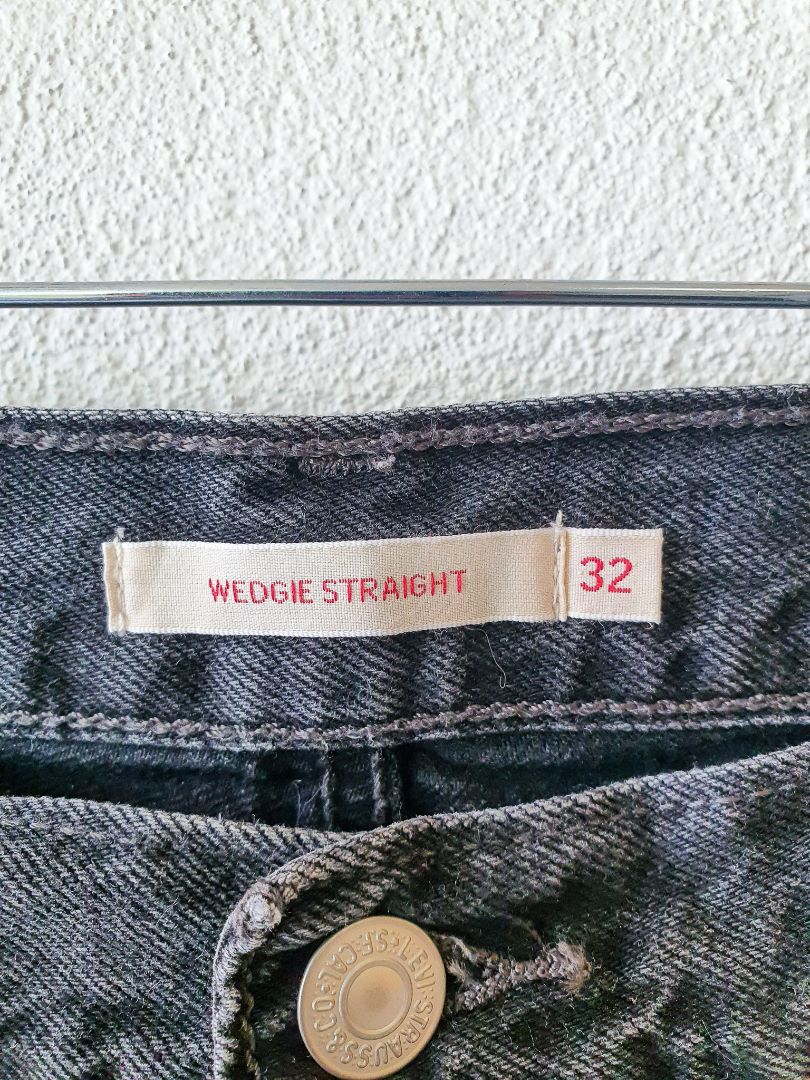 WEDGIE STRAIGHT
32
LEVI STRAUSS & CO. S.F. CAL.